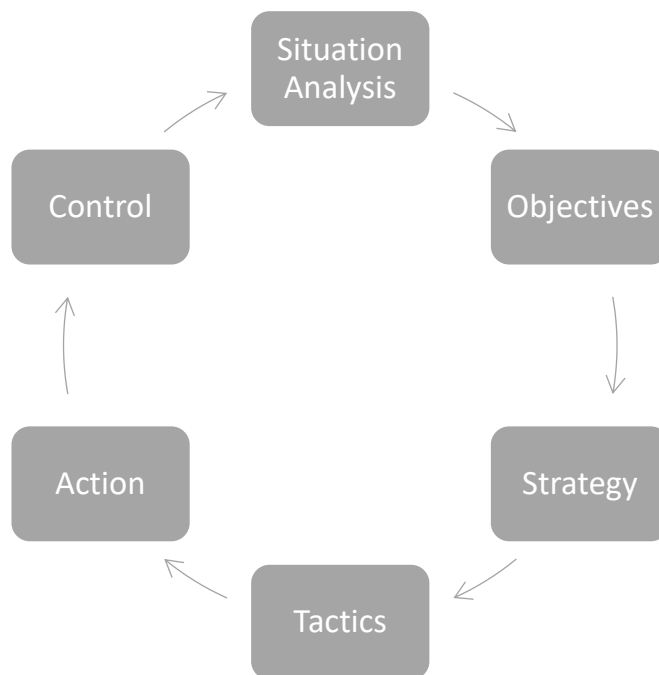 Situation
Analysis
Objectives
Strategy
Tactics
Action
Control